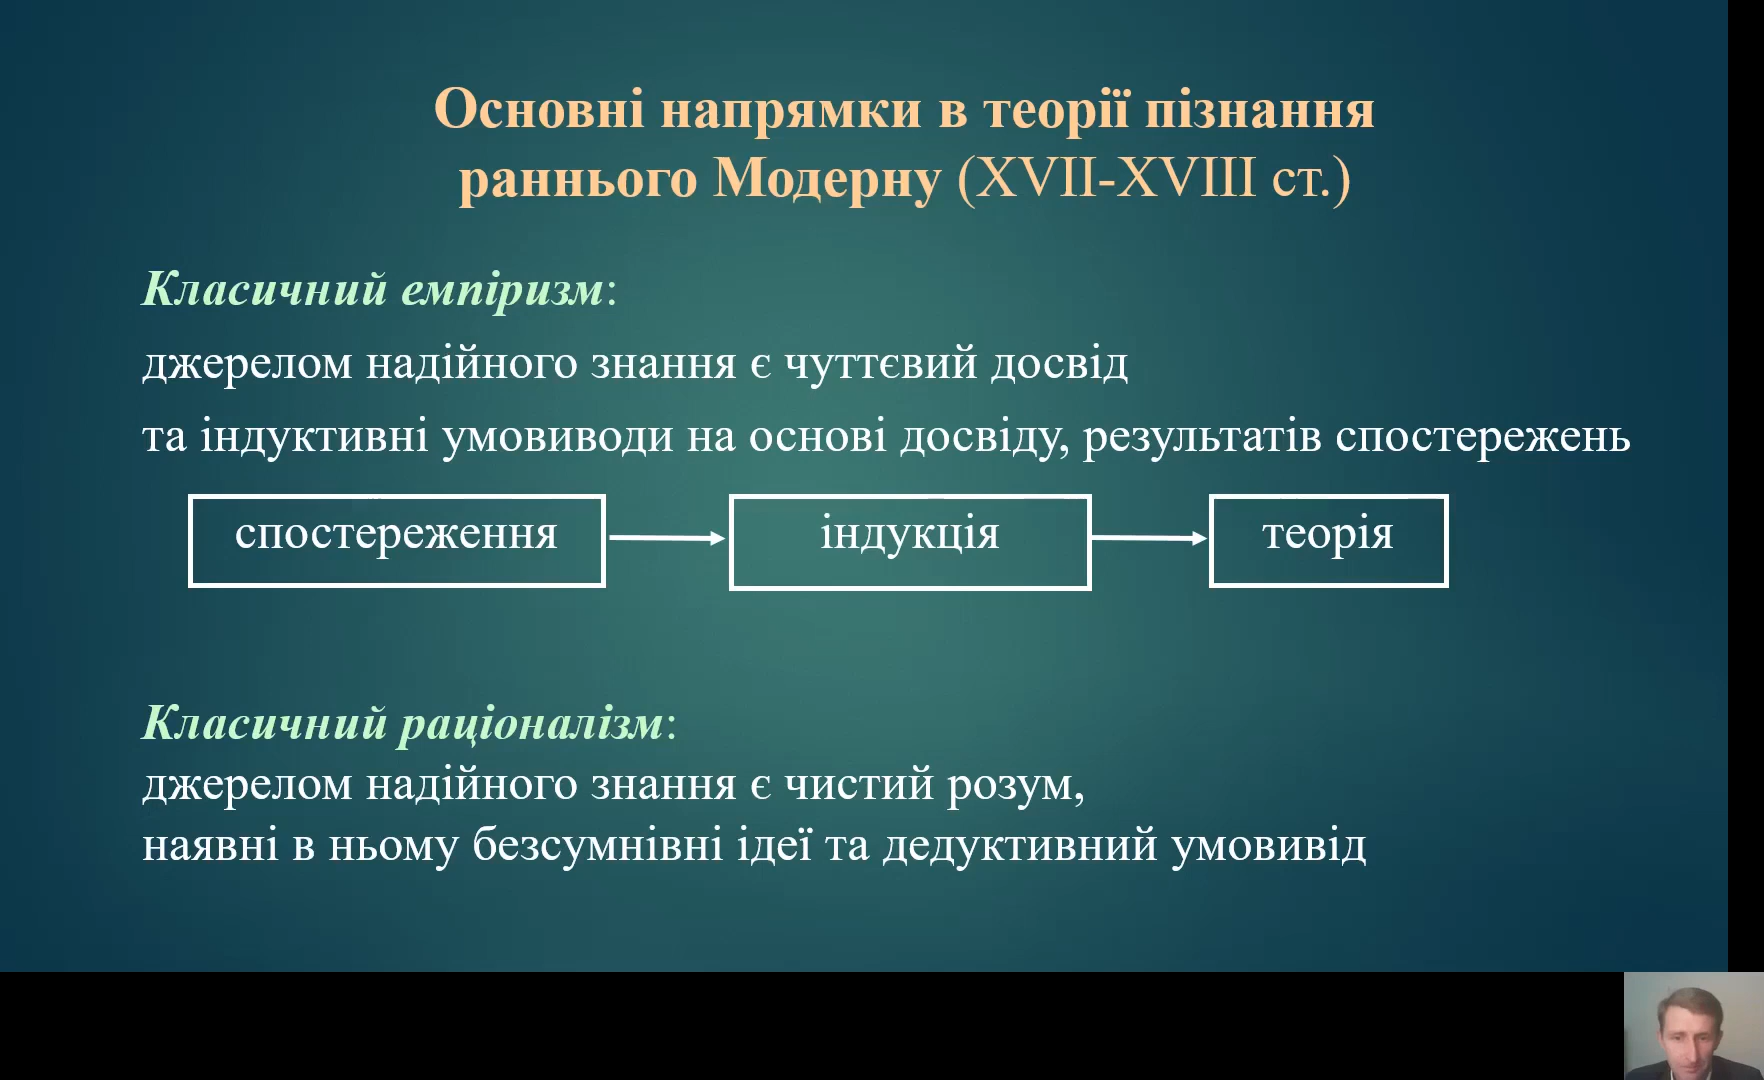 Основні напрямки в теорії пізнання
раннього Модерну (XVII-XVIII ст.)
Класичний емпіризм:
джерелом надійного знання є чуттєвий досвід
та індуктивні умовиводи на основі досвіду, результатів спостережень
спостереження
індукція
теорія
Класичний раціоналізм:
джерелом надійного знання є чистий розум,
наявні в ньому безсумнівні ідеї та дедуктивний умовивід